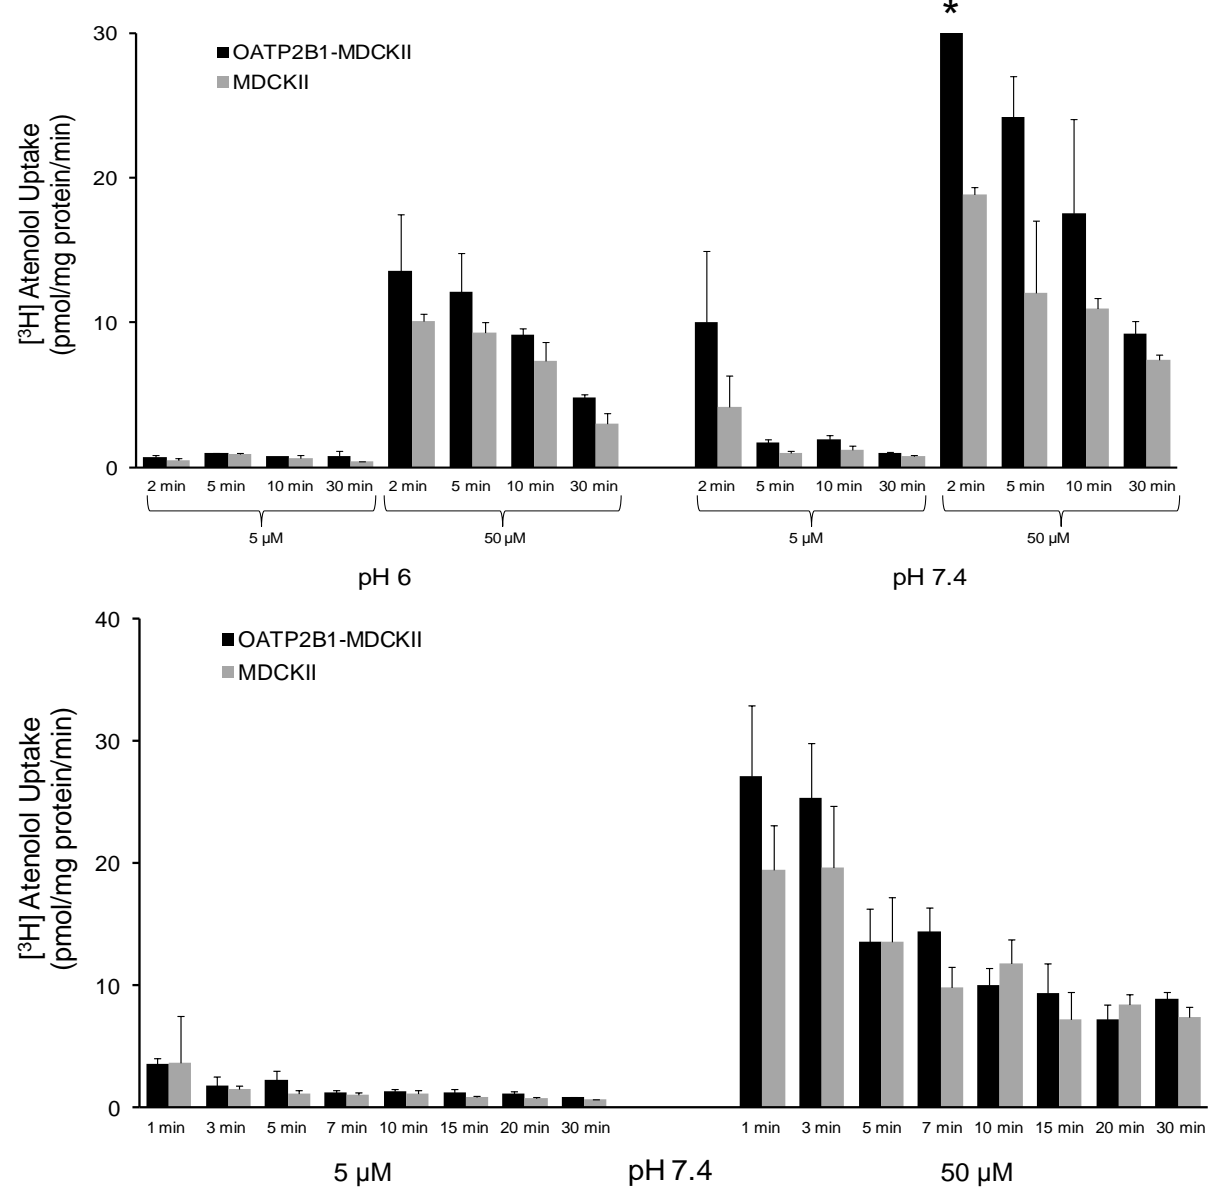 *
30
20
10
0
[³H] Atenolol Uptake
(pmol/mg protein/min)
OATP2B1-MDCKII
MDCKII
2 min 5 min 10 min 30 min 2 min 5 min 10 min 30 min 2 min 5 min 10 min 30 min 2 min 5 min 10 min 30 min
5 µM 50 µM 5 µM 50 µM
pH 6 pH 7.4
40
30
20
10
0
[³H] Atenolol Uptake
(pmol/mg protein/min)
OATP2B1-MDCKII
MDCKII
1 min 3 min 5 min 7 min 10 min 15 min 20 min 30 min 1 min 3 min 5 min 7 min 10 min 15 min 20 min 30 min
5 µM pH 7.4 50 µM